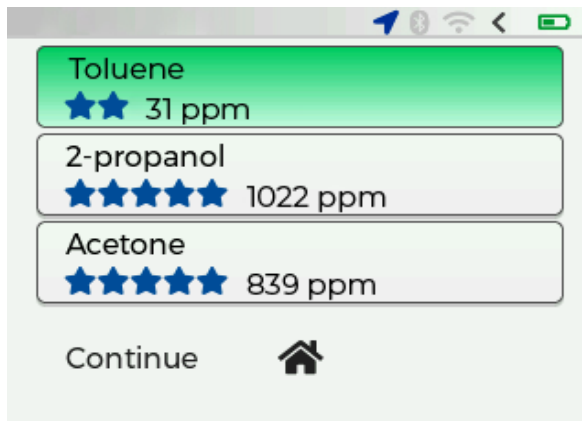 Toluene
31 ppm
2-propanol
1022 ppm
Acetone
839 ppm
Continue